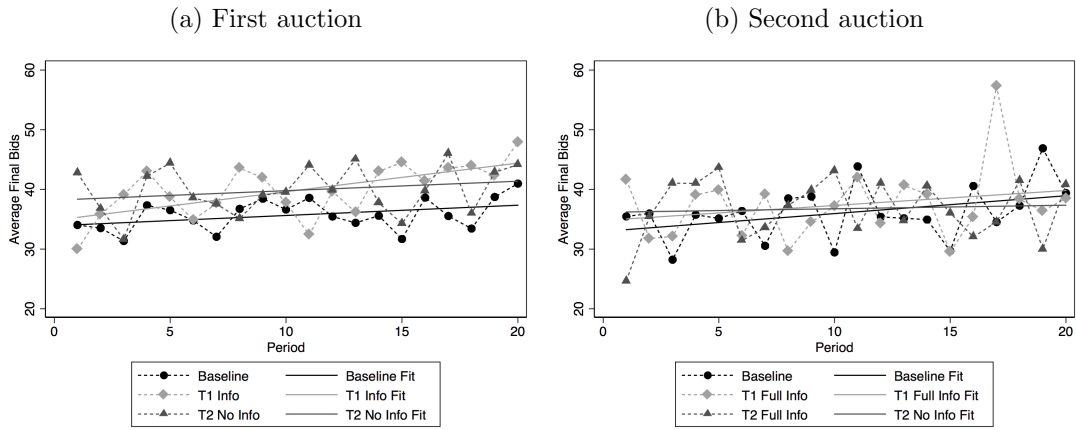 (a) First auction
60
50
40
30
20
Average Final Bids
0 5 10 15 20
Period
Baseline Baseline Fit
T1 Info T1 Info Fit
T2 No Info T2 No Info Fit
(b) Second auction
60
50
40
30
20
Average Final Bids
0 5 10 15 20
Period
Baseline Baseline Fit
T1 Full Info T1 Full Info Fit
T2 Full Info T2 No Info Fit